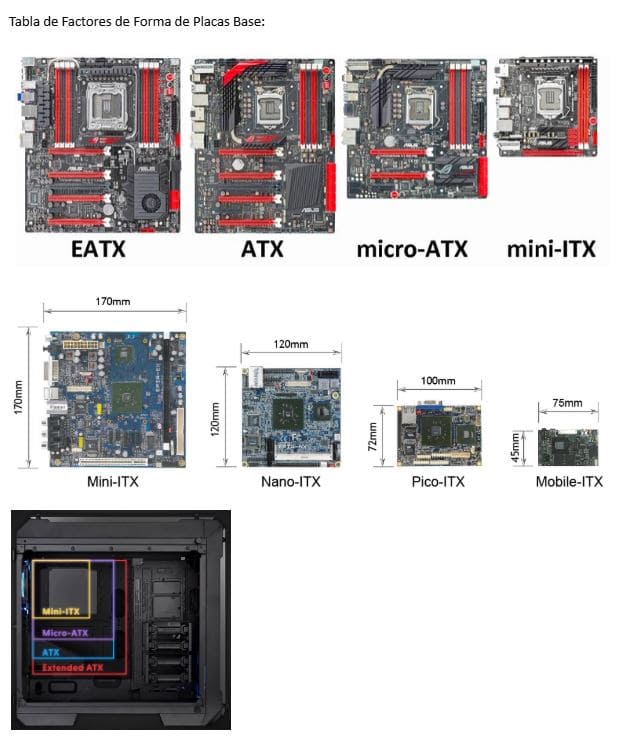 Tabla de Factores de Forma de Placas Base:
EATX
ATX
micro-ATX
mini-ITX
170mm
170mm
Mini-ITX
120mm
120mm
Nano-ITX
100mm
72mm
Pico-ITX
75mm
45mm
Mobile-ITX
Mini-ITX
Micro-ATX
ATX
Extended ATX